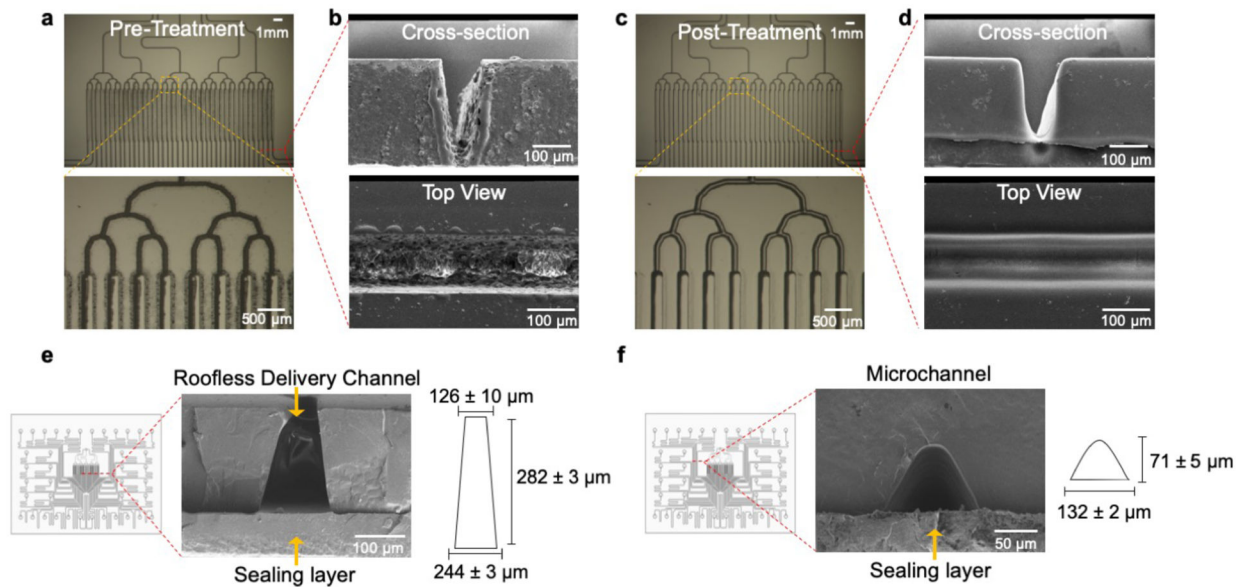 a
Pre-Treatment
1mm
500 µm
b
Cross-section
100 µm
Top View
100 µm
c
Post-Treatment
1mm
500 µm
d
Cross-section
100 µm
Top View
100 µm
e
Roofless Delivery Channel
100 µm
Sealing layer
126 ± 10 µm
282 ± 3 µm
244 ± 3 µm
f
Microchannel
50 µm
Sealing layer
71 ± 5 µm
132 ± 2 µm